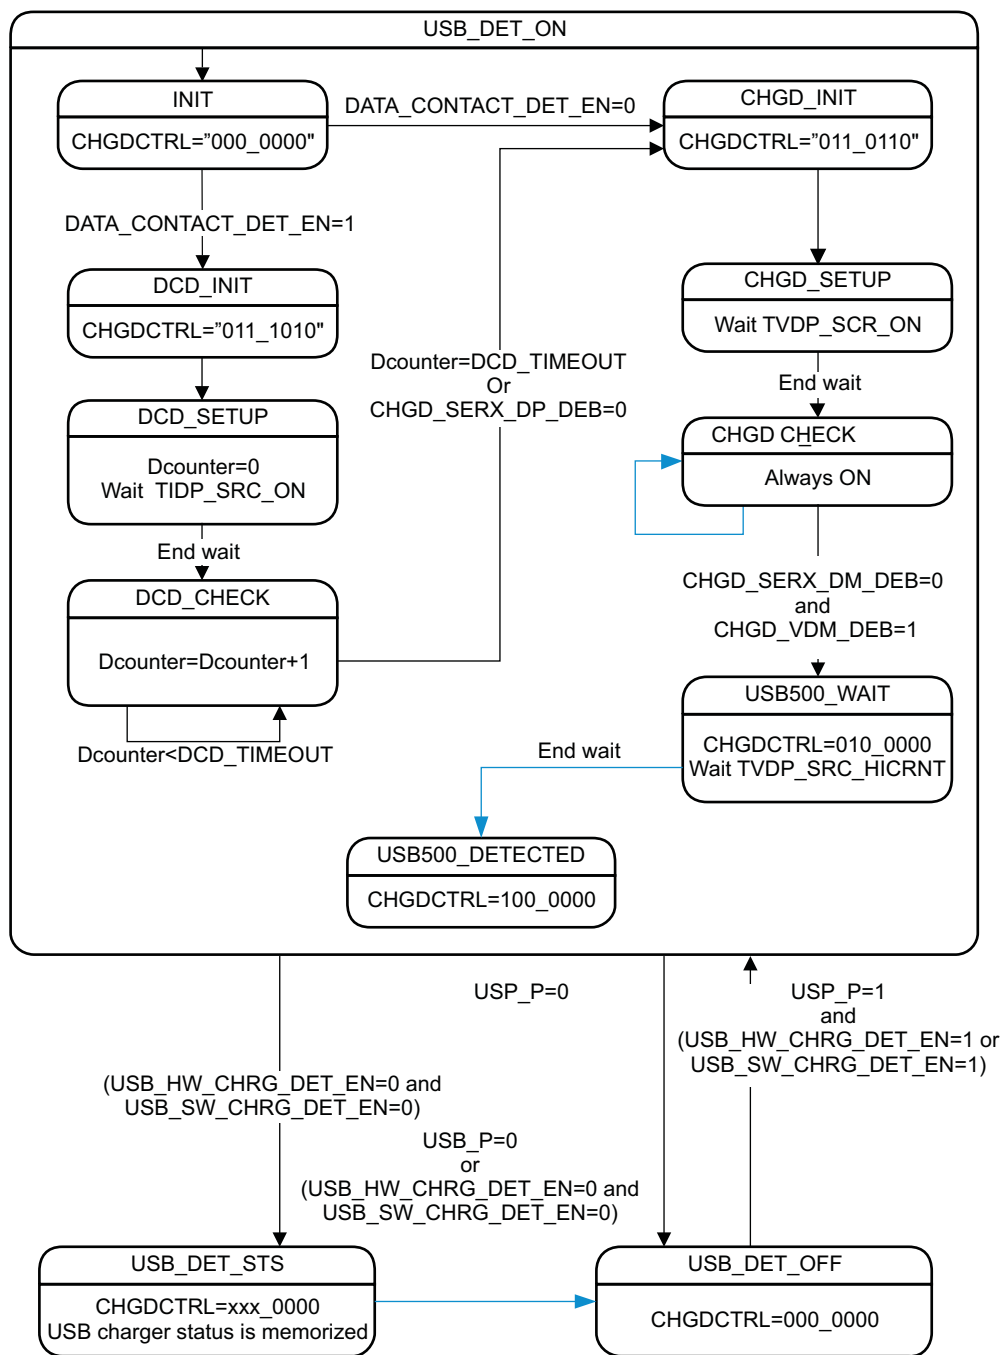 USB_DET_ON
INIT
CHGDCTRL="000_0000"
DATA_CONTACT_DET_EN=0
CHGD_INIT
CHGDCTRL="011_0110"
DATA_CONTACT_DET_EN=1
DCD_INIT
CHGDCTRL="011_1010"
CHGD_SETUP
Wait TVDP_SCR_ON
Dcounter=DCD_TIMEOUT
Or
CHGD_SERX_DP_DEB=0
End wait
DCD_SETUP
Dcounter=0
Wait TIDP_SRC_ON
CHGD CHECK
Always ON
End wait
DCD_CHECK
Dcounter=Dcounter+1
Dcounter<DCD_TIMEOUT
CHGD_SERX_DM_DEB=0
and
CHGD_VDM_DEB=1
USB500_WAIT
CHGDCTRL=010_0000
Wait TVDP_SRC_HICRNT
End wait
USB500_DETECTED
CHGDCTRL=100_0000
USP_P=0
USP_P=1
and
(USB_HW_CHRG_DET_EN=1 or
USB_SW_CHRG_DET_EN=1)
(USB_HW_CHRG_DET_EN=0 and
USB_SW_CHRG_DET_EN=0)
USB_P=0
or
(USB_HW_CHRG_DET_EN=0 and
USB_SW_CHRG_DET_EN=0)
USB_DET_STS
CHGDCTRL=xxx_0000
USB charger status is memorized
USB_DET_OFF
CHGDCTRL=000_0000